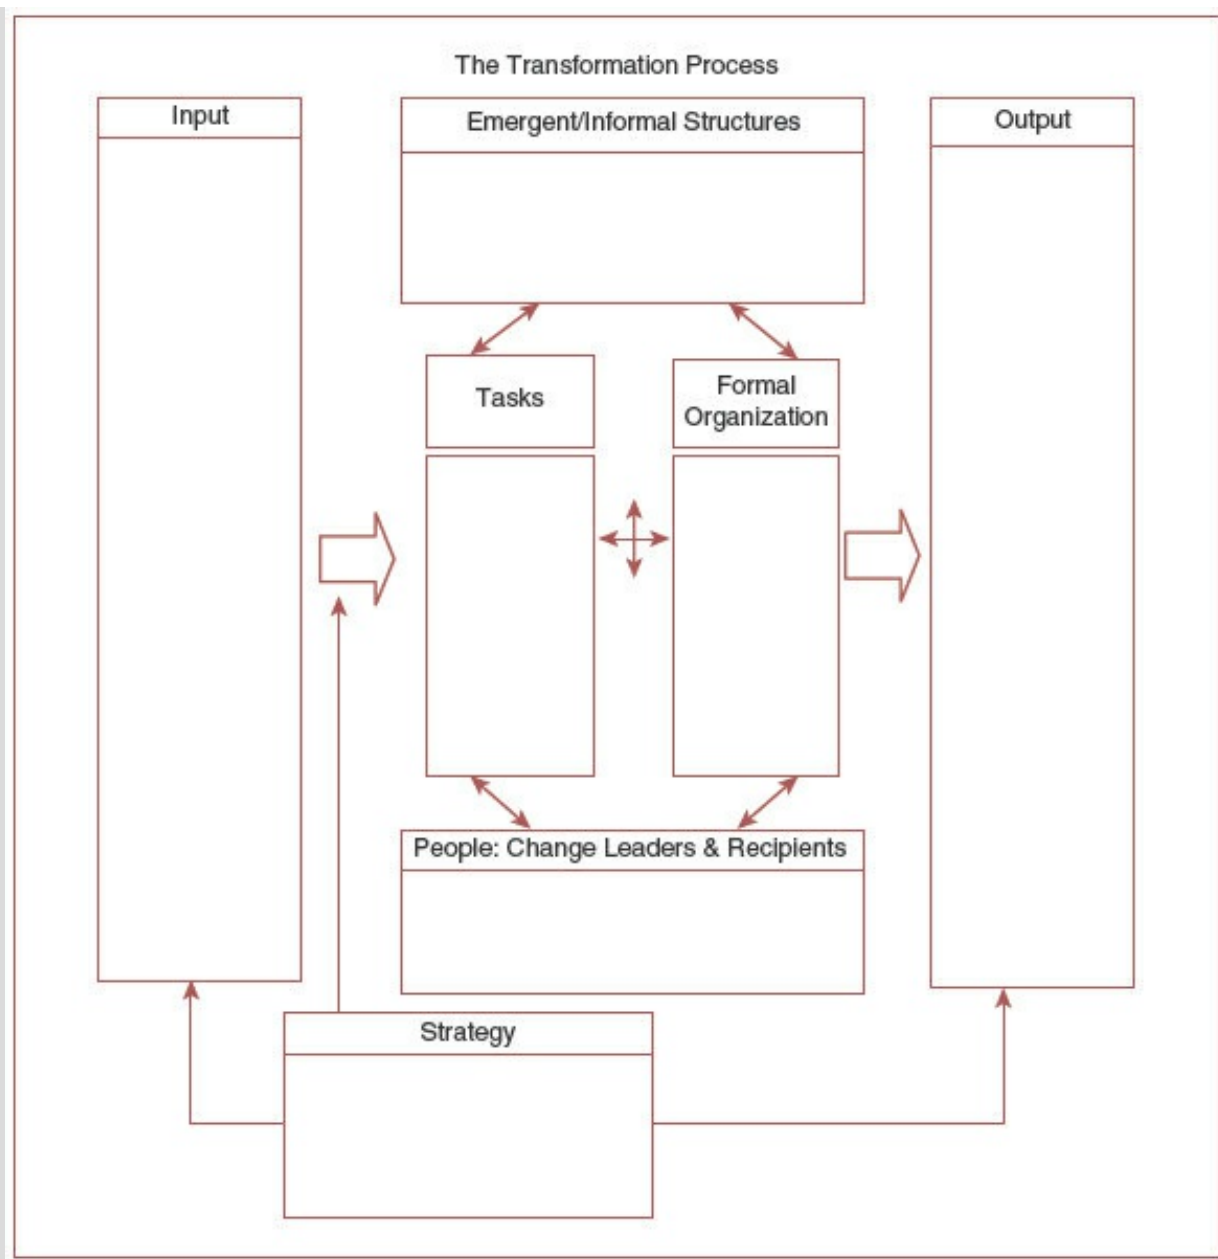 The Transformation Process
Input
Emergent/Informal Structures
Output
Tasks
Formal
Organization
People: Change Leaders & Recipients
Strategy